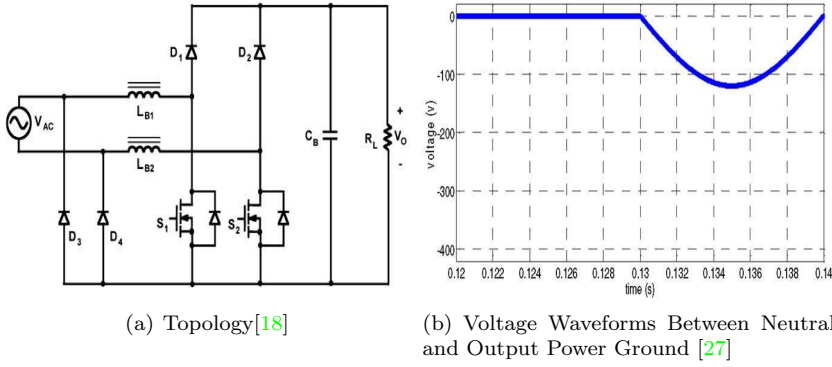 D1
D2
LB1
VAC
LB2
CB
RL
+
VO
-
D3
D4
S1
S2
0
-100
-200
-300
-400
voltage (v)
0.12 0.122 0.124 0.126 0.128 0.13 0.132 0.134 0.136 0.138 0.14
time (s)
(a) Topology[18]
(b) Voltage Waveforms Between Neutral
and Output Power Ground [27]